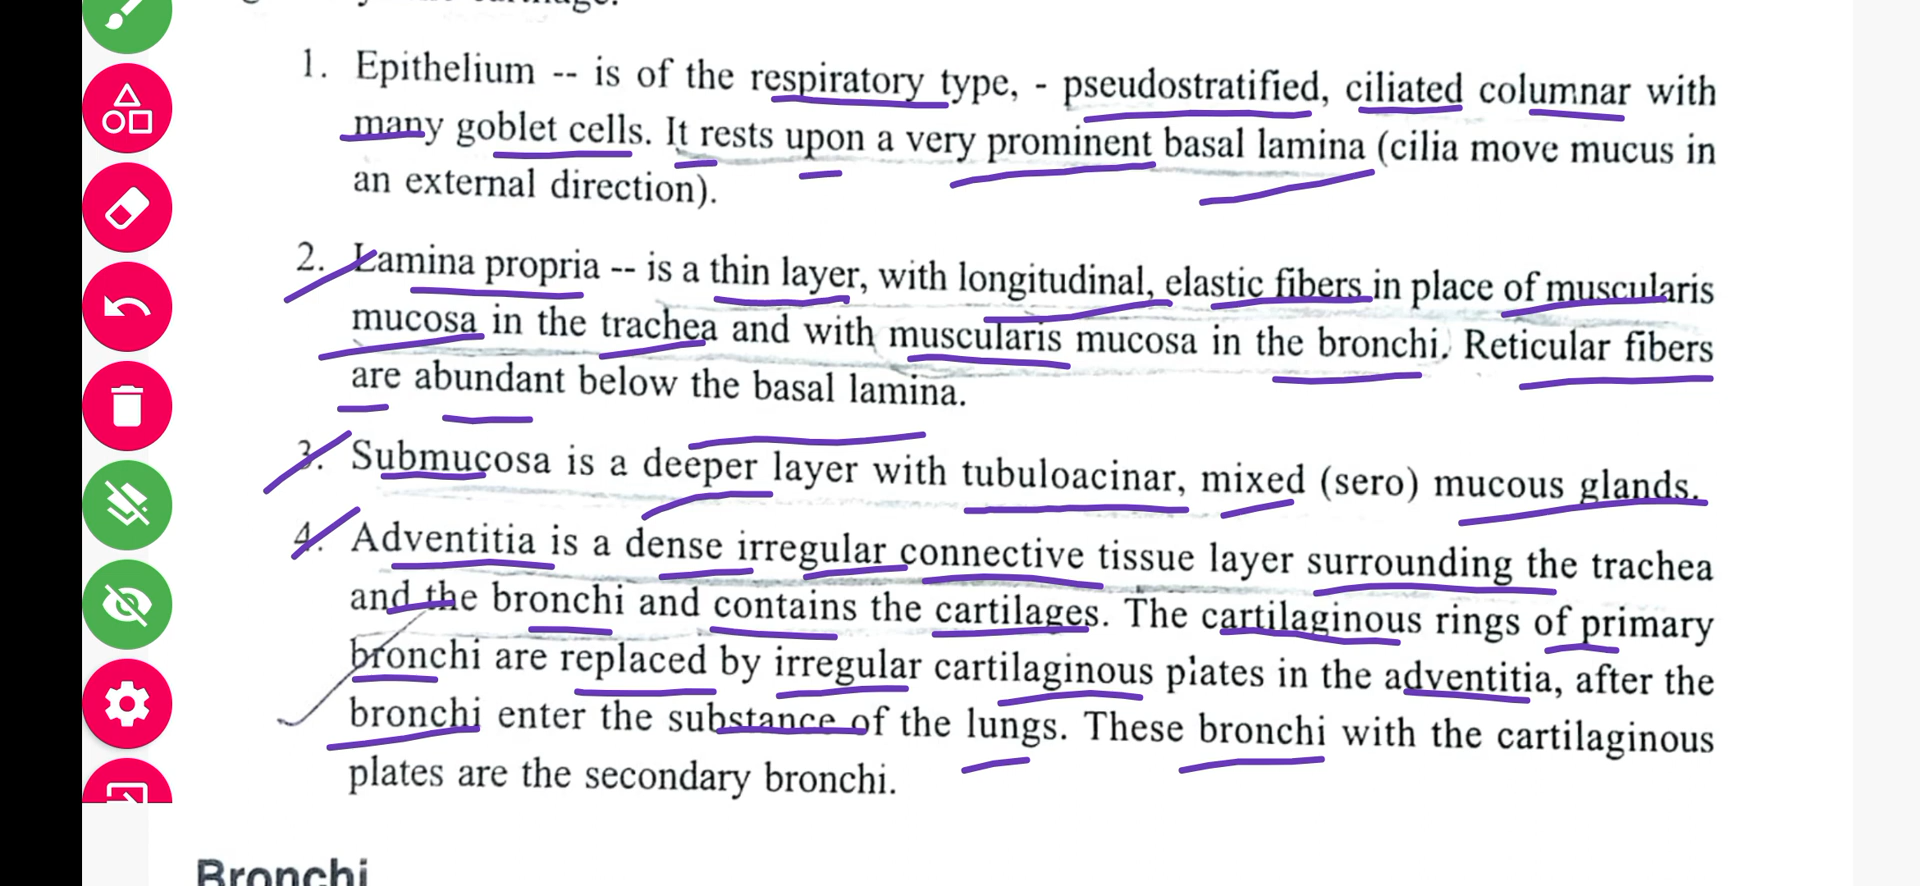 1. Epithelium -- is of the respiratory type, - pseudostratified, ciliated columnar with
many goblet cells. It rests upon a very prominent basal lamina (cilia move mucus in
an external direction).
2. Lamina propria -- is a thin layer, with longitudinal, elastic fibers in place of muscularis
mucosa in the trachea and with muscularis mucosa in the bronchi. Reticular fibers
are abundant below the basal lamina.
3. Submucosa is a deeper layer with tubuloacinar, mixed (sero) mucous glands.
4. Adventitia is a dense irregular connective tissue layer surrounding the trachea
and the bronchi and contains the cartilages. The cartilaginous rings of primary
bronchi are replaced by irregular cartilaginous plates in the adventitia, after the
bronchi enter the substance of the lungs. These bronchi with the cartilaginous
plates are the secondary bronchi.
Bronchi